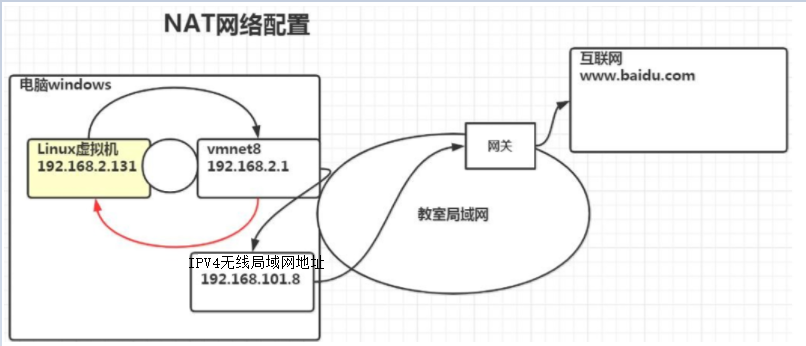 NAT网络配置
互联网
www.baidu.com
电脑windows
Linux虚拟机
192.168.2.131
vmnet8
192.168.2.1
网关
教室局域网
IPV4无线局域网地址
192.168.101.8